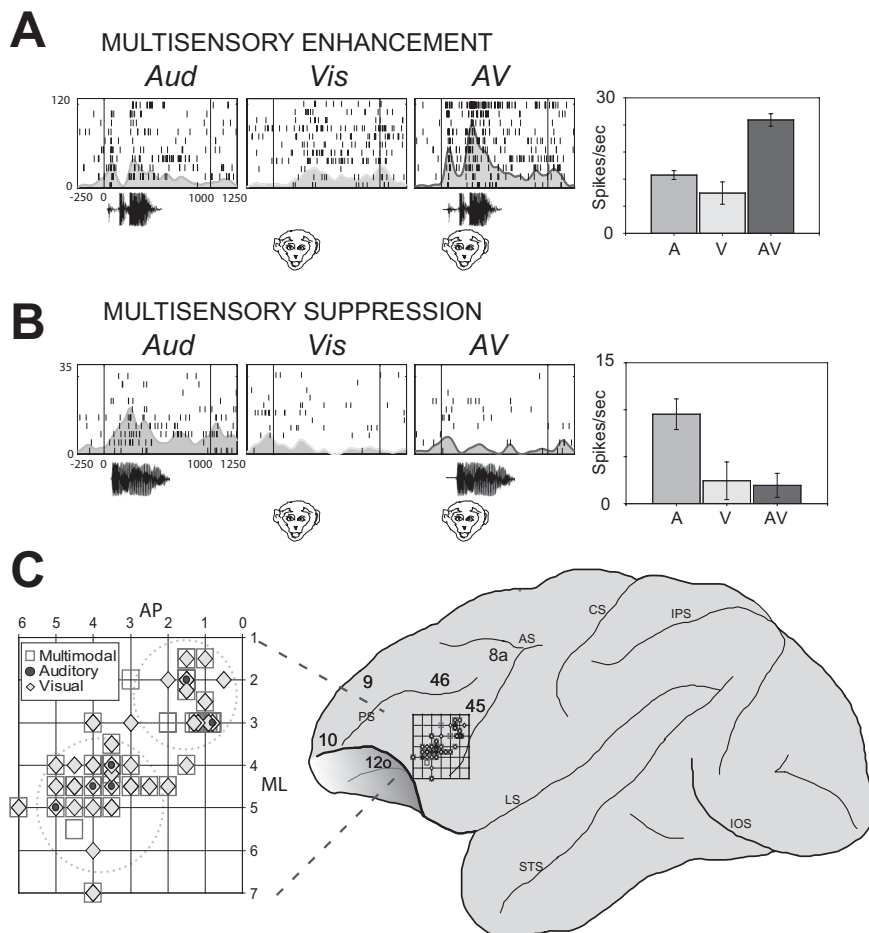 A
MULTISENSORY ENHANCEMENT
Aud Vis AV
120
0
-250 0 1000 1250
30
Spikes/sec
0
A V AV
B
MULTISENSORY SUPPRESSION
Aud Vis AV
35
0
-250 0 1000 1250
15
Spikes/sec
0
A V AV
C
AP
6 5 4 3 2 1 0
Multimodal
Auditory
Visual
1
2
3
4
ML
5
6
7
CS
IPS
AS
8a
9
46
45
PS
10
12o
LS
IOS
STS